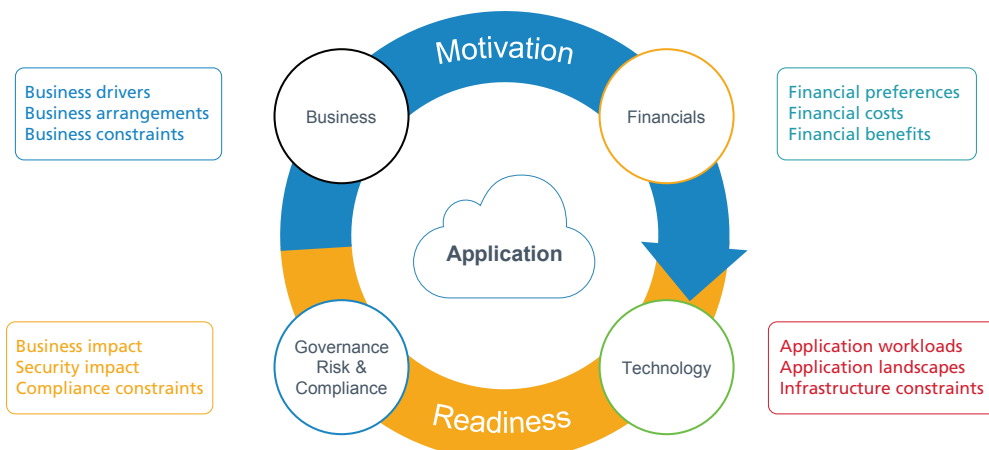 Motivation
Business drivers
Business arrangements
Business constraints
Business
Financials
Financial preferences
Financial costs
Financial benefits
Application
Business impact
Security impact
Compliance constraints
Governance
Risk &
Compliance
Technology
Application workloads
Application landscapes
Infrastructure constraints
Readiness